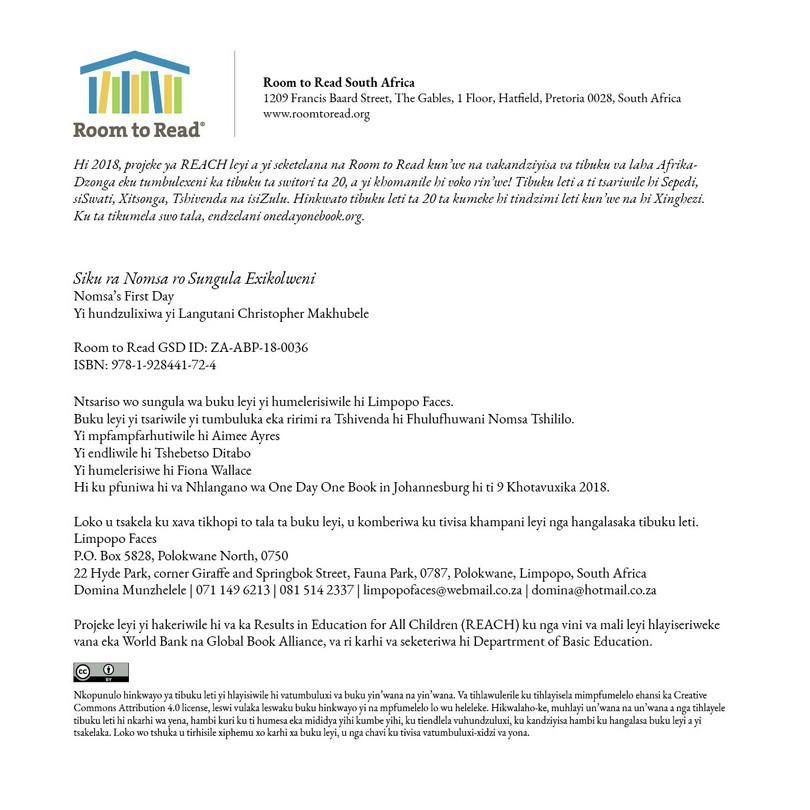 Room to Read®
Room to Read South Africa
1209 Francis Baard Street, The Gables, 1 Floor, Hatfield, Pretoria 0028, South Africa
www.roomtoread.org
Hi 2018, projeke ya REACH leyi a yi seketelana na Room to Read kun’we na vakandziyisa va tibuku va laha Afrika-
Dzonga eku tumbulexeni ka tibuku ta switori ta 20, a yi khomanile hi voko rin’we! Tibuku leti a ti tsariwile hi Sepedi,
siSwati, Xitsonga, Tshivenda na isiZulu. Hinkwato tibuku leti ta 20 ta kumeke hi tindzimi leti kun’we na hi Xinghezi.
Ku ta tikumela swo tala, endzelani onedayonebook.org.
Siku ra Nomsa ro Sungula Exikolweni
Nomsa’s First Day
Yi hundzulixiwa yi Langutani Christopher Makhubele
Room to Read GSD ID: ZA-ABP-18-0036
ISBN: 978-1-928441-72-4
Ntsariso wo sungula wa buku leyi yi humelerisiwile hi Limpopo Faces.
Buku leyi yi tsariwile yi tumbuluka eka ririmi ra Tshivenda hi Fhulufhuwani Nomsa Tshililo.
Yi mpfampfarhutiwile hi Aimee Ayres
Yi endliwile hi Tshebetso Ditabo
Yi humelerisiwe hi Fiona Wallace
Hi ku pfuniwa hi va Nhlangano wa One Day One Book in Johannesburg hi ti 9 Khotavuxika 2018.
Loko u tsakela ku xava tikhopi to tala ta buku leyi, u komberiwa ku tivisa khampani leyi nga hangalasaka tibuku leti.
Limpopo Faces
P.O. Box 5828, Polokwane North, 0750
22 Hyde Park, corner Giraffe and Springbok Street, Fauna Park, 0787, Polokwane, Limpopo, South Africa
Domina Munzhelele | 071 149 6213 | 081 514 2337 | limpopofaces@webmail.co.za | domina@hotmail.co.za
Projeke leyi yi hakeriwile hi va ka Results in Education for All Children (REACH) ku nga vini va mali leyi hlayiseriweke
vana eka World Bank na Global Book Alliance, va ri karhi va seketeriwa hi Departrment of Basic Education.
cc BY
Nkopunulo hinkwayo ya tibuku leti yi hlayisiwile hi vatumbuluxi va buku yin’wana na yin’wana. Va tihlawulerile ku tihlayisela mimpfumelelo ehansi ka Creative
Commons Attribution 4.0 license, leswi vulaka leswaku buku hinkwayo yi na mpfumelelo lo wu heleleke. Hikwalaho-ke, muhlayi un’wana na un’wana a nga tihlayele
tibuku leti hi nkarhi wa yena, hambi kuri ku ti humesa eka mididya yihi kumbe yihi, ku tiendlela vuhundzuluxi, ku kandziyisa hambi ku hangalasa buku leyi a yi
tsakelaka. Loko wo tshuka u tirhisile xiphemu xo karhi xa buku leyi, u nga chavi ku tivisa vatumbuluxi-xidzi va yona.